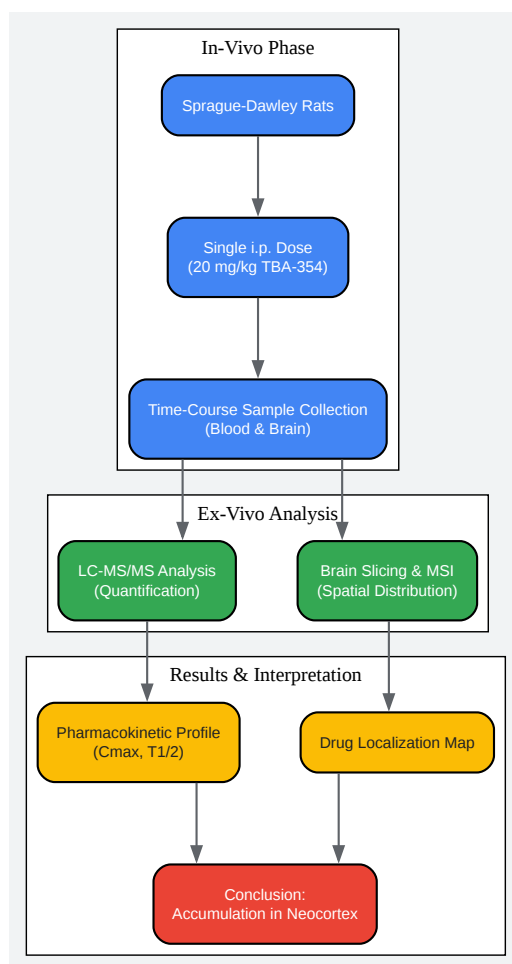 In-Vivo Phase
Sprague-Dawley Rats
Single i.p. Dose
(20 mg/kg TBA-354)
Time-Course Sample Collection
(Blood & Brain)
Ex-Vivo Analysis
LC-MS/MS Analysis
(Quantification)
Brain Slicing & MSI
(Spatial Distribution)
Results & Interpretation
Pharmacokinetic Profile
(Cmax, T1/2)
Drug Localization Map
Conclusion:
Accumulation in Neocortex